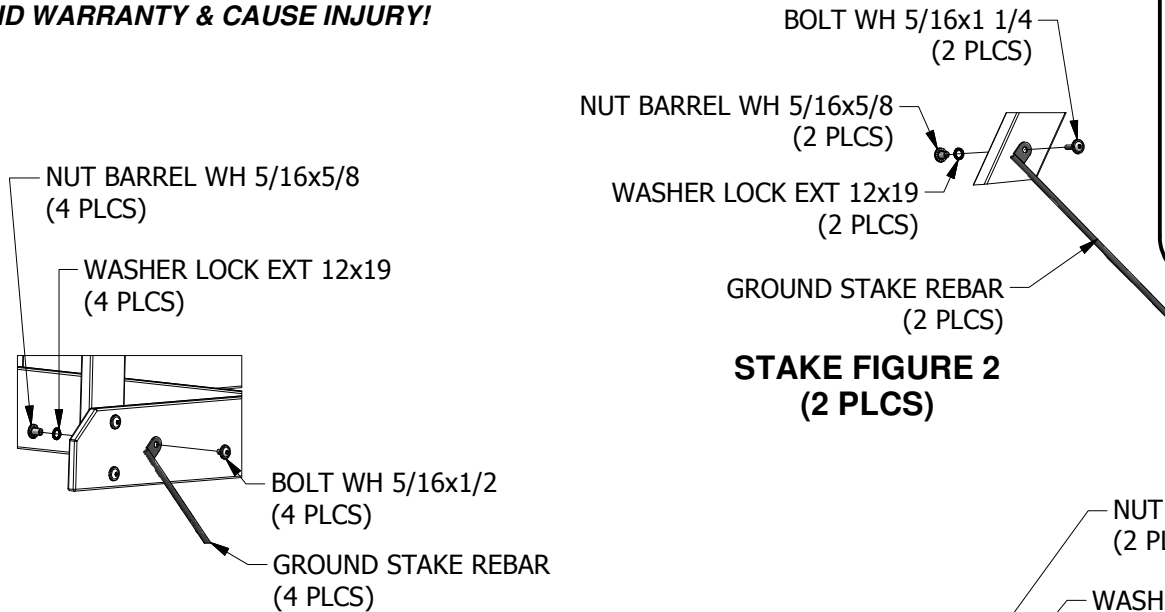 WARRANTY & CAUSE INJURY!
NUT BARREL WH 5/16x5/8
(4 PLCS)
WASHER LOCK EXT 12x19
(4 PLCS)
BOLT WH 5/16x1/2
(4 PLCS)
GROUND STAKE REBAR
(4 PLCS)
BOLT WH 5/16x1 1/4
(2 PLCS)
NUT BARREL WH 5/16x5/8
(2 PLCS)
WASHER LOCK EXT 12x19
(2 PLCS)
GROUND STAKE REBAR
(2 PLCS)
STAKE FIGURE 2
(2 PLCS)
NUT
(2